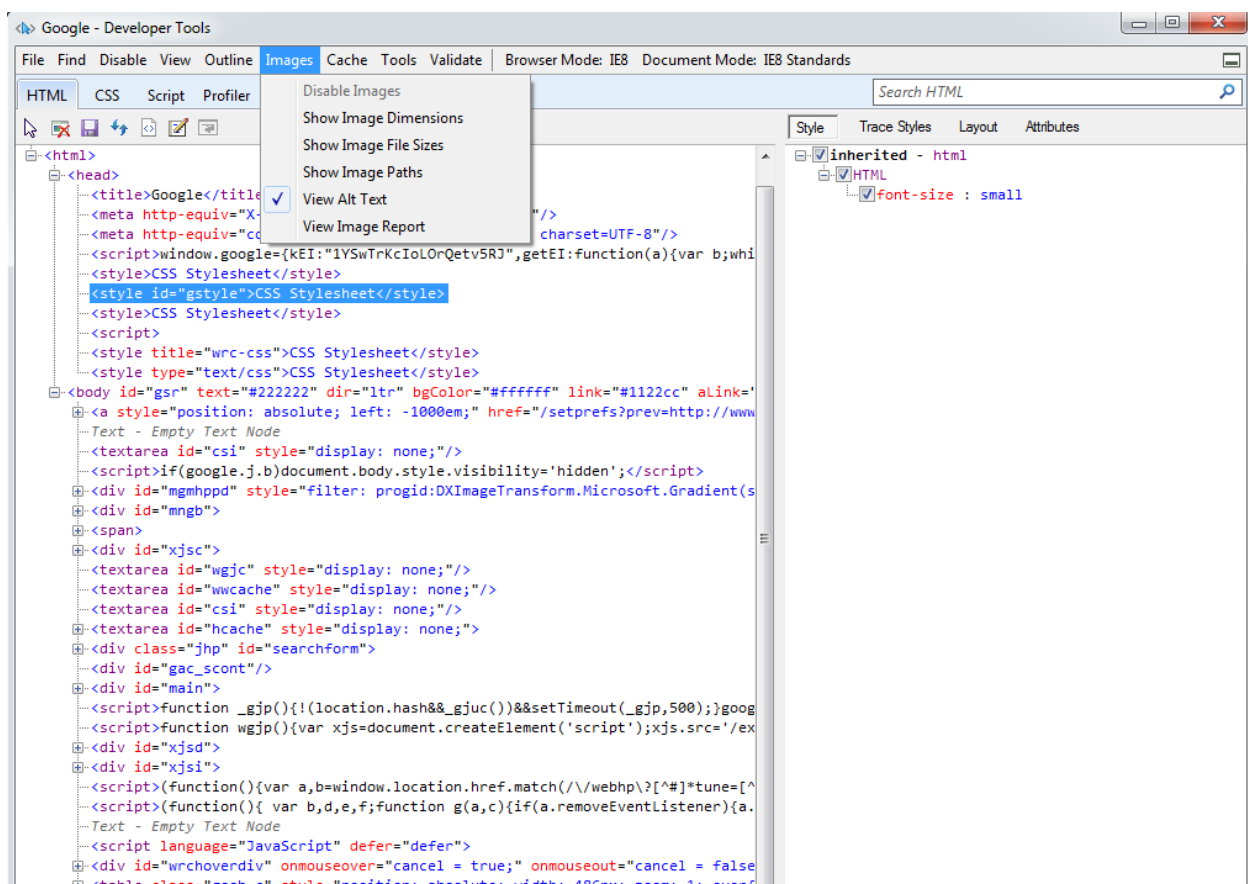 Google - Developer Tools
File Find Disable View Outline Images Cache Tools Validate Browser Mode: IE8 Document Mode: IE8 Standards
HTML CSS Script Profiler
Search HTML
Disable Images
Show Image Dimensions
Show Image File Sizes
Show Image Paths
View Alt Text
View Image Report
Style Trace Styles Layout Attributes
<html>
<head>
<title>Google</title
<meta http-equiv="X- "/>
<meta http-equiv="co charset=UTF-8"/>
<script>window.google={kEI:"1YSwTrKcIoLOrQetv5RJ",getEI:function(a){var b;whi
<style>CSS Stylesheet</style>
<style id="gstyle">CSS Stylesheet</style>
<style>CSS Stylesheet</style>
<script>
<style title="wrc-css">CSS Stylesheet</style>
<style type="text/css">CSS Stylesheet</style>
<body id="gsr" text="#222222" dir="ltr" bgColor="#ffffff" link="#1122cc" aLink="
<a style="position: absolute; left: -1000em;" href="/setprefs?prev=http://www
Text - Empty Text Node
<textarea id="csi" style="display: none;"/>
<script>if(google.j.b)document.body.style.visibility='hidden';</script>
<div id="mgmhppd" style="filter: progid:DXImageTransform.Microsoft.Gradient(s
<div id="mngb">
<span>
<div id="xjsc">
<textarea id="wgjc" style="display: none;"/>
<textarea id="wwcache" style="display: none;"/>
<textarea id="csi" style="display: none;"/>
<textarea id="hcache" style="display: none;">
<div class="jhp" id="searchform">
<div id="gac_scont"/>
<div id="main">
<script>function _gjp(){!(location.hash&&_gjuc())&&setTimeout(_gjp,500);}goog
<script>function wgjp(){var xjs=document.createElement('script');xjs.src='/ex
<div id="xjsd">
<div id="xjsi">
<script>(function(){var a,b=window.location.href.match(/\/webhp\?[^#]*tune=[^
<script>(function(){ var b,d,e,f;function g(a,c){if(a.removeEventListener){a.
Text - Empty Text Node
<script language="JavaScript" defer="defer">
<div id="wrchoverdiv" onmouseover="cancel = true;" onmouseout="cancel = false
inherited - html
HTML
font-size : small